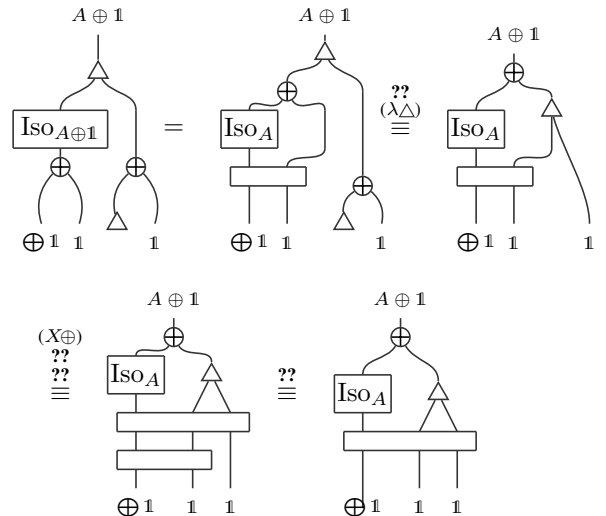 A ⊕ 𝟙
A ⊕ 𝟙
A ⊕ 𝟙
Iso_{A⊕𝟙}
=
Iso_A
??
(λ△)
≡
Iso_A
⊕ 𝟙 𝟙 𝟙
⊕ 𝟙 𝟙 𝟙
⊕ 𝟙 𝟙 𝟙
A ⊕ 𝟙
A ⊕ 𝟙
(X⊕)
??
??
≡
Iso_A
??
≡
Iso_A
⊕ 𝟙 𝟙 𝟙
⊕ 𝟙 𝟙 𝟙